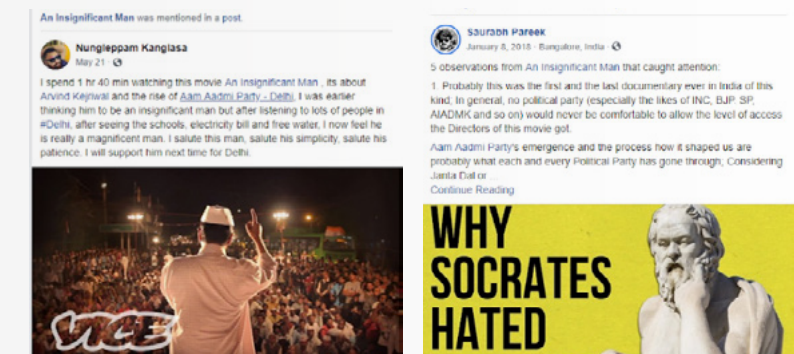 An Insignificant Man was mentioned in a post.
Nungleppam Kanglasa
May 21
I spend 1 hr 40 min watching this movie An Insignificant Man , its about
Arvind Kejriwal and the rise of Aam Aadmi Party - Delhi, I was earlier
thinking him to be an insignificant man but after listening to lots of people in
#Delhi, after seeing the schools, electricity bill and free water, I now feel he
is really a magnificent man. I salute this man, salute his simplicity, salute his
patience. I will support him next time for Delhi.
VICE
Saurabh Pareek
January 8, 2018 · Bangalore, India ·
5 observations from An Insignificant Man that caught attention:
1. Probably this was the first and the last documentary ever in India of this
kind; In general, no political party (especially the likes of INC, BJP, SP,
AIADMK and so on) would never be comfortable to allow the level of access
the Directors of this movie got.
Aam Aadmi Party's emergence and the process how it shaped us are
probably what each and every Political Party has gone through; Considering
Janta Dal or ...
Continue Reading
WHY
SOCRATES
HATED